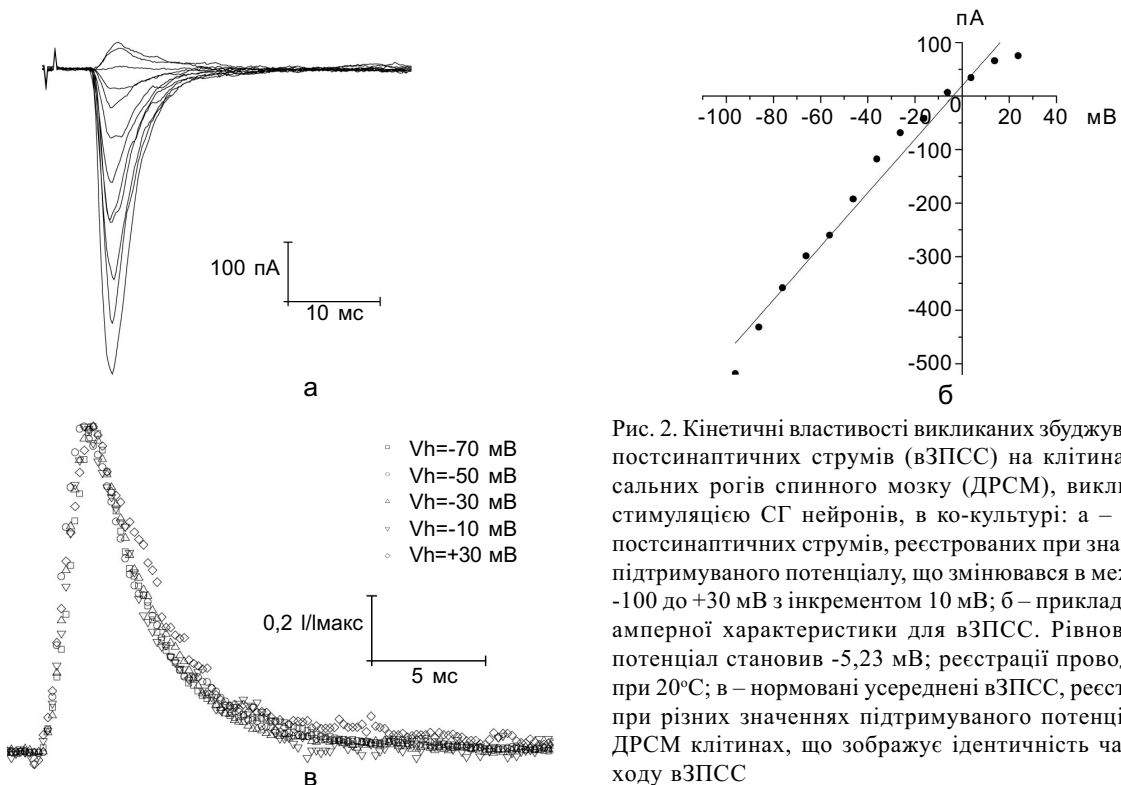 100 пА
10 мс
а
пА
100
-100 -80 -60 -40 -20 0 20 40 мВ
-100
-200
-300
-400
-500
б
Vh=-70 мВ
Vh=-50 мВ
Vh=-30 мВ
Vh=-10 мВ
Vh=+30 мВ
0,2 I/Iмакс
5 мс
в
Рис. 2. Кінетичні властивості викликаних збуджув
постсинаптичних струмів (вЗПСС) на клітина
сальних рогів спинного мозку (ДРСМ), викли
стимуляцією СГ нейронів, в ко-культурі: а –
постсинаптичних струмів, реєстрованих при зна
підтримуваного потенціалу, що змінювався в меж
-100 до +30 мВ з інкрементом 10 мВ; б – приклад
амперної характеристики для вЗПСС. Рівнов
потенціал становив -5,23 мВ; реєстрації провод
при 20°С; в – нормовані усереднені вЗПСС, реєст
при різних значеннях підтримуваного потенці
ДРСМ клітинах, що зображує ідентичність ча
ходу вЗПСС